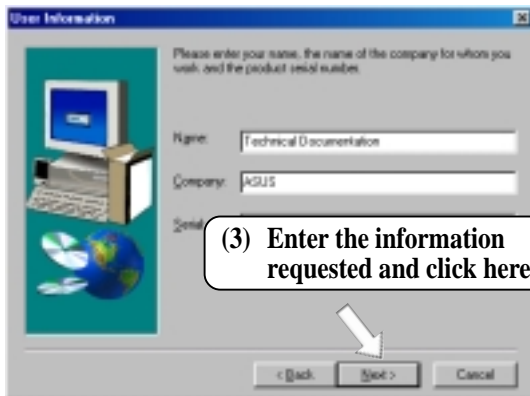 User Information
Please enter your name, the name of the company for whom you
work and the product serial number.
Name:
Technical Documentation
Company:
ASUS
Serial
(3) Enter the information
requested and click here
< Back
Next >
Cancel